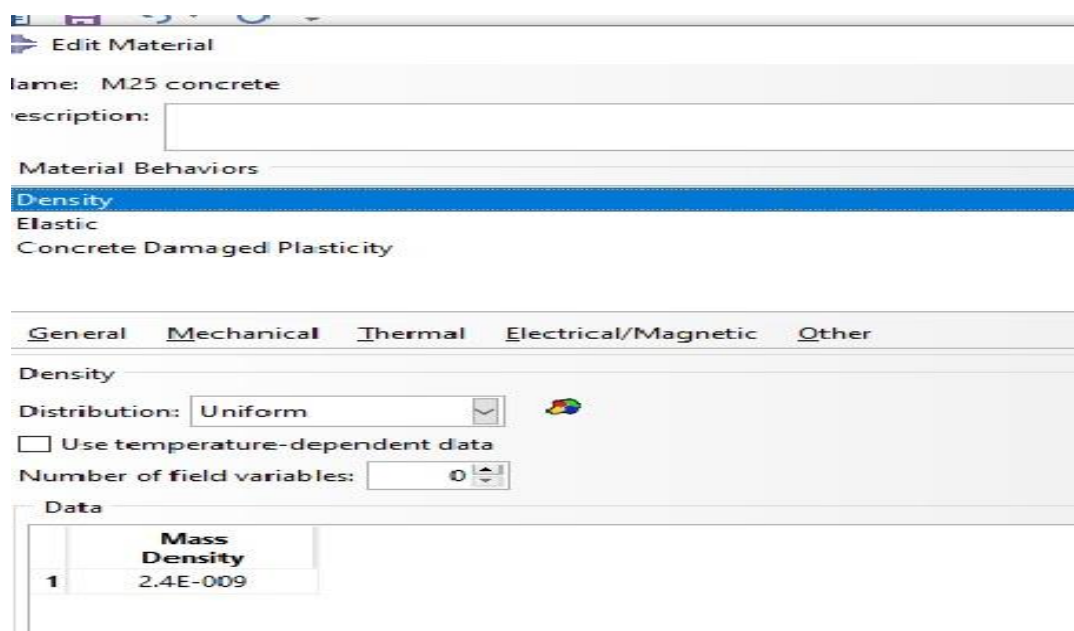 Edit Material
lame: M25 concrete
escription:
Material Behaviors
Density
Elastic
Concrete Damaged Plasticity
General Mechanical Thermal Electrical/Magnetic Other
Density
Distribution: Uniform
Use temperature-dependent data
Number of field variables: 0
Data
Mass
Density
1 2.4E-009